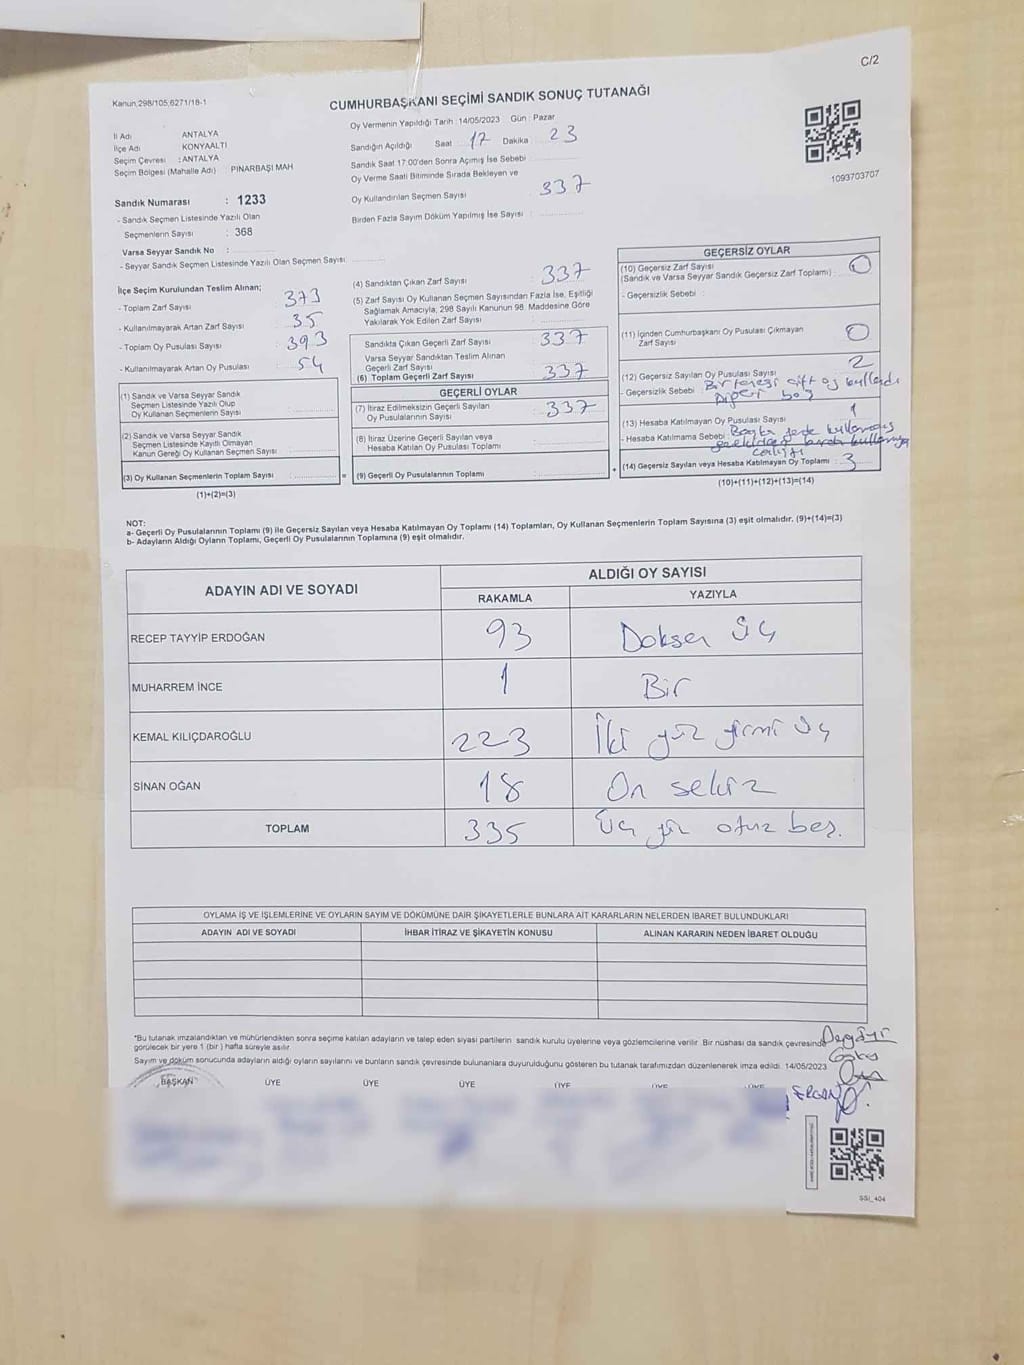 C/2
Kanun,298/105,6271/18-1
CUMHURBAŞKANI SEÇİMİ SANDIK SONUÇ TUTANAĞI
İl Adı ANTALYA
İlçe Adı KONYAALTI
Seçim Çevresi : ANTALYA
Seçim Bölgesi (Mahalle Adı) PINARBAŞI MAH
Oy Vermenin Yapıldığı Tarih : 14/05/2023 Gün : Pazar
Sandığın Açıldığı Saat 17 Dakika : 23
Sandık Saat 17:00'den Sonra Açımış İse Sebebi
Oy Verme Saati Bitiminde Sırada Bekleyen ve
Oy Kullandırılan Seçmen Sayısı 337
Birden Fazla Sayım Döküm Yapılmış İse Sayısı :
1093703707
Sandık Numarası : 1233
- Sandık Seçmen Listesinde Yazılı Olan
Seçmenlerin Sayısı : 368
Varsa Seyyar Sandık No :
- Seyyar Sandık Seçmen Listesinde Yazılı Olan Seçmen Sayısı:
İlçe Seçim Kurulundan Teslim Alınan;
- Toplam Zarf Sayısı 373
- Kullanılmayarak Artan Zarf Sayısı 35
- Toplam Oy Pusulası Sayısı 393
- Kullanılmayarak Artan Oy Pusulası 54
(1) Sandık ve Varsa Seyyar Sandık
Seçmen Listesinde Yazılı Olup
Oy Kullanan Seçmenlerin Sayısı
(2) Sandık ve Varsa Seyyar Sandık
Seçmen Listesinde Kayıtlı Olmayan
Kanun Gereği Oy Kullanan Seçmen Sayısı
(3) Oy Kullanan Seçmenlerin Toplam Sayısı :
(1)+(2)=(3)
(4) Sandıktan Çıkan Zarf Sayısı : 337
(5) Zarf Sayısı Oy Kullanan Seçmen Sayısından Fazla İse, Eşitliği
Sağlamak Amacıyla, 298 Sayılı Kanunun 98. Maddesine Göre
Yakılarak Yok Edilen Zarf Sayısı
Sandıkta Çıkan Geçerli Zarf Sayısı : 337
Varsa Seyyar Sandıktan Teslim Alınan
Geçerli Zarf Sayısı
(6) Toplam Geçerli Zarf Sayısı : 337
GEÇERLİ OYLAR
(7) İtiraz Edilmeksizin Geçerli Sayılan
Oy Pusulalarının Sayısı : 337
(8) İtiraz Üzerine Geçerli Sayılan veya
Hesaba Katılan Oy Pusulası Toplamı
= (9) Geçerli Oy Pusulalarının Toplamı :
GEÇERSİZ OYLAR
(10) Geçersiz Zarf Sayısı
(Sandık ve Varsa Seyyar Sandık Geçersiz Zarf Toplamı) : 0
- Geçersizlik Sebebi :
(11) İçinden Cumhurbaşkanı Oy Pusulası Çıkmayan
Zarf Sayısı 0
(12) Geçersiz Sayılan Oy Pusulası Sayısı 2
- Geçersizlik Sebebi : Bir tanesi çift oy kullandı
Diğeri boş
(13) Hesaba Katılmayan Oy Pusulası Sayısı 1
- Hesaba Katılmama Sebebi : Başka yerde
+ (14) Geçersiz Sayılan veya Hesaba Katılmayan Oy Toplamı : 3
(10)+(11)+(12)+(13)=(14)
NOT:
a- Geçerli Oy Pusulalarının Toplamı (9) ile Geçersiz Sayılan veya Hesaba Katılmayan Oy Toplamı (14) Toplamları, Oy Kullanan Seçmenlerin Toplam Sayısına (3) eşit olmalıdır. (9)+(14)=(3)
b- Adayların Aldığı Oyların Toplamı, Geçerli Oy Pusulalarının Toplamına (9) eşit olmalıdır.
ADAYIN ADI VE SOYADI ALDIĞI OY SAYISI
RAKAMLA YAZIYLA
RECEP TAYYİP ERDOĞAN 93 Doksan üç
MUHARREM İNCE 1 Bir
KEMAL KILIÇDAROĞLU 223 İki yüz yirmi üç
SİNAN OĞAN 18 On sekiz
TOPLAM 335 Üç yüz otuz beş.
OYLAMA İŞ VE İŞLEMLERİNE VE OYLARIN SAYIM VE DÖKÜMÜNE DAİR ŞİKAYETLERLE BUNLARA AİT KARARLARIN NELERDEN İBARET BULUNDUKLARI
ADAYIN ADI VE SOYADI İHBAR İTİRAZ VE ŞİKAYETİN KONUSU ALINAN KARARIN NEDEN İBARET OLDUĞU
*Bu tutanak imzalandıktan ve mühürlendikten sonra seçime katılan adayların ve talep eden siyasi partilerin sandık kurulu üyelerine veya gözlemcilerine verilir. Bir nüshası da sandık çevresinde
görülecek bir yere 1 (bir) hafta süreyle asılır.
Sayım ve döküm sonucunda adayların aldığı oyların sayılarını ve bunların sandık çevresinde bulunanlara duyurulduğunu gösteren bu tutanak tarafımızdan düzenlenerek imza edildi. 14/05/2023
BAŞKAN ÜYE ÜYE ÜYE ÜYE ÜYE ÜYE
SSİ_404